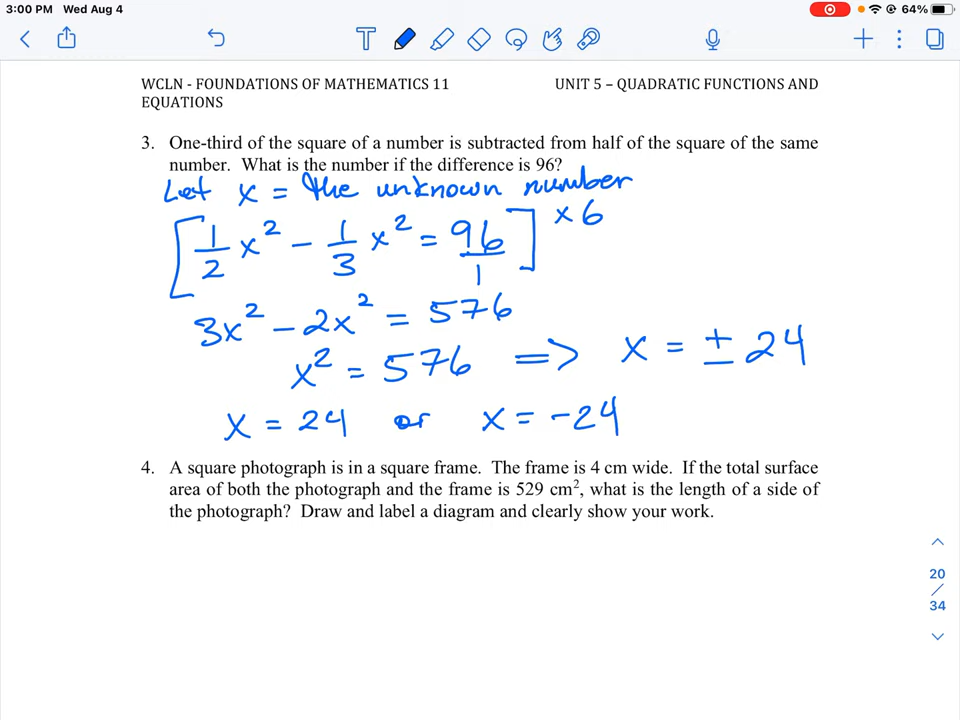 3:00 PM Wed Aug 4 64%
T
WCLN - FOUNDATIONS OF MATHEMATICS 11 UNIT 5 – QUADRATIC FUNCTIONS AND
EQUATIONS
3. One-third of the square of a number is subtracted from half of the square of the same
number. What is the number if the difference is 96?
Let x = the unknown number
[1/2 x² - 1/3 x² = 96/1] × 6
3x² - 2x² = 576
x² = 576 => x = ± 24
x = 24 or x = -24
4. A square photograph is in a square frame. The frame is 4 cm wide. If the total surface
area of both the photograph and the frame is 529 cm², what is the length of a side of
the photograph? Draw and label a diagram and clearly show your work.
20
/
34